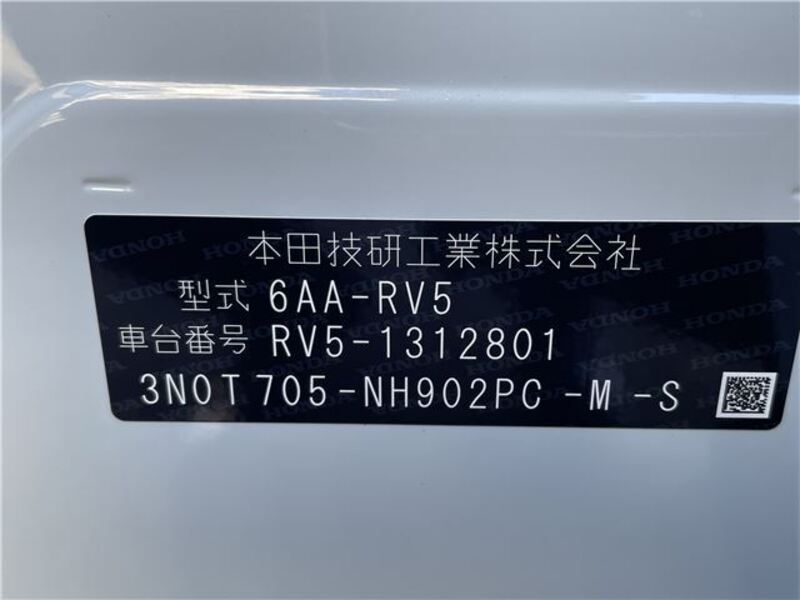 本田技研工業株式会社
型式 6AA-RV5
車台番号 RV5-1312801
3N0T705-NH902PC -M -S